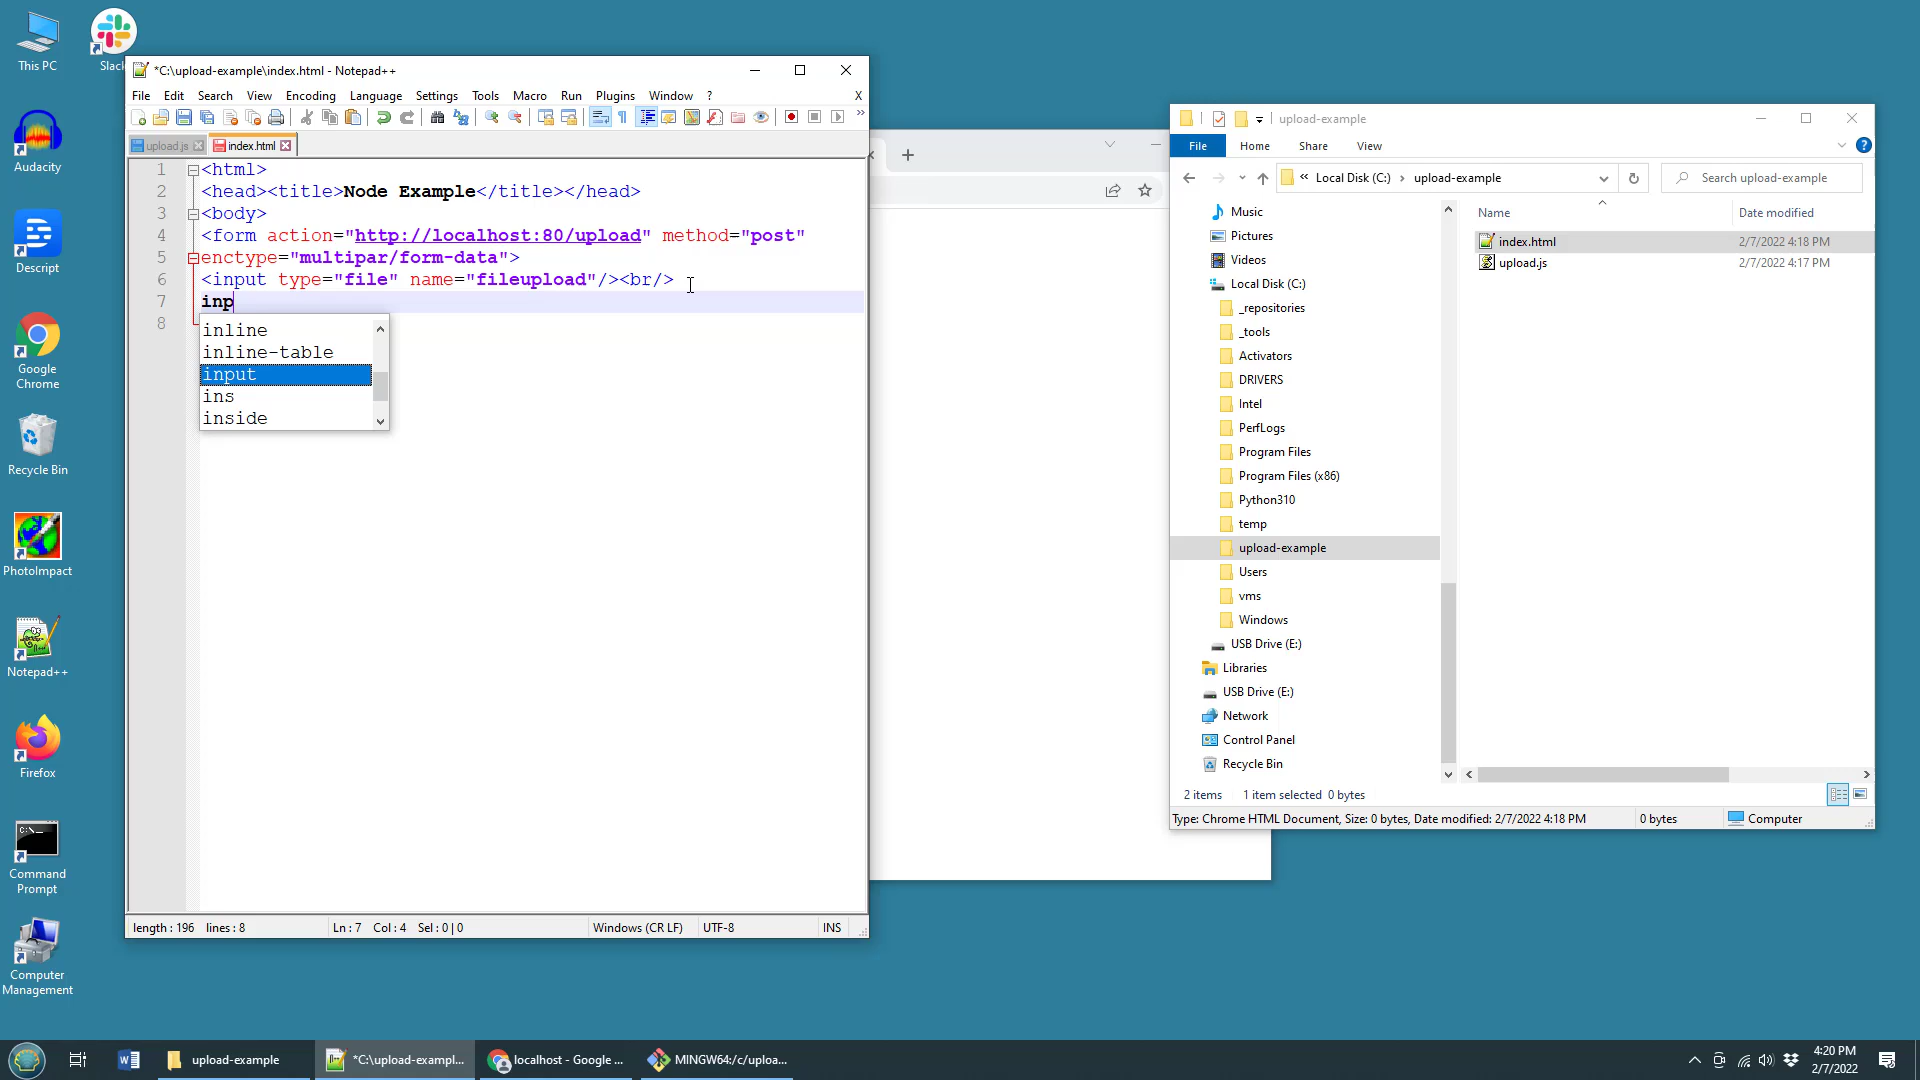 This PC
Slack
Audacity
Descript
Google
Chrome
Recycle Bin
PhotoImpact
Notepad++
Firefox
C:\_
Command
Prompt
Computer
Management
*C:\upload-example\index.html - Notepad++
File Edit Search View Encoding Language Settings Tools Macro Run Plugins Window ? X
upload.js index.html
1 <html>
2 <head><title>Node Example</title></head>
3 <body>
4 <form action="http://localhost:80/upload" method="post"
5 enctype="multipar/form-data">
6 <input type="file" name="fileupload"/><br/>
7 inp
8
inline
inline-table
input
ins
inside
length : 196 lines : 8 Ln : 7 Col : 4 Sel : 0 | 0 Windows (CR LF) UTF-8 INS
upload-example
File Home Share View
« Local Disk (C:) › upload-example
Search upload-example
Music
Pictures
Videos
Local Disk (C:)
_repositories
_tools
Activators
DRIVERS
Intel
PerfLogs
Program Files
Program Files (x86)
Python310
temp
upload-example
Users
vms
Windows
USB Drive (E:)
Libraries
USB Drive (E:)
Network
Control Panel
Recycle Bin
Name Date modified
index.html 2/7/2022 4:18 PM
upload.js 2/7/2022 4:17 PM
2 items 1 item selected 0 bytes
Type: Chrome HTML Document, Size: 0 bytes, Date modified: 2/7/2022 4:18 PM 0 bytes Computer
upload-example
*C:\upload-exampl...
localhost - Google ...
MINGW64:/c/uploa...
4:20 PM
2/7/2022